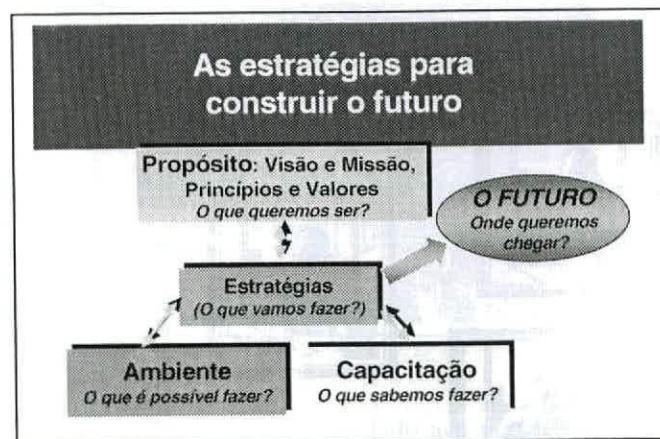 As estratégias para
construir o futuro
Propósito: Visão e Missão,
Princípios e Valores
O que queremos ser?
O FUTURO
Onde queremos
chegar?
Estratégias
(O que vamos fazer?)
Ambiente
O que é possível fazer?
Capacitação
O que sabemos fazer?